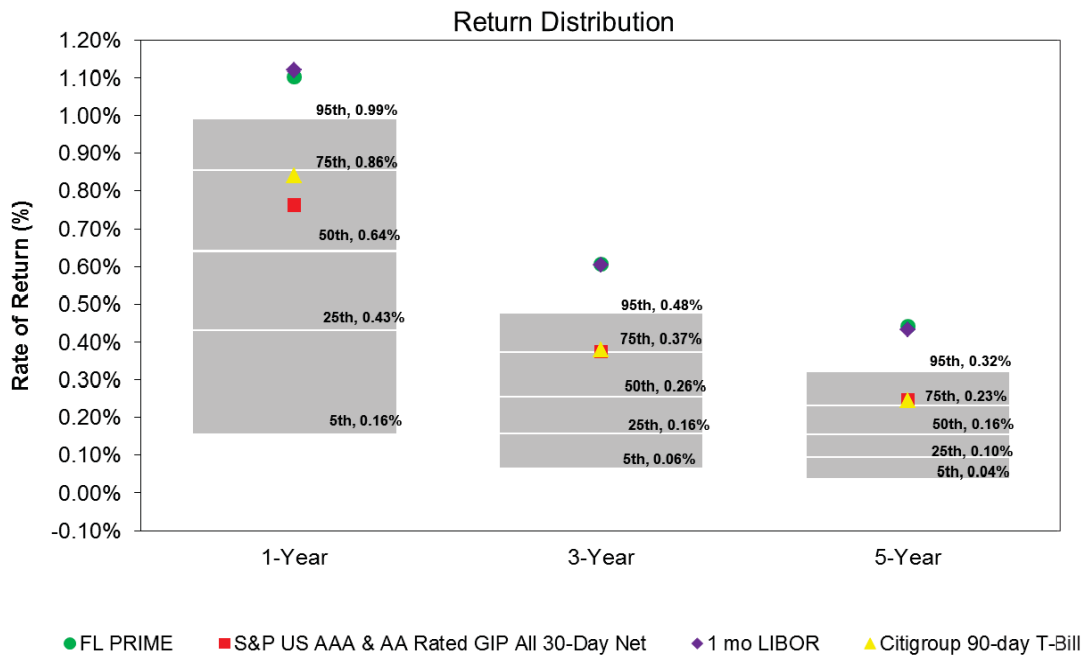 Return Distribution
1.20%
1.10%
1.00%
0.90%
0.80%
0.70%
0.60%
0.50%
0.40%
0.30%
0.20%
0.10%
0.00%
-0.10%
Rate of Return (%)
95th, 0.99%
75th, 0.86%
50th, 0.64%
25th, 0.43%
5th, 0.16%
95th, 0.48%
75th, 0.37%
50th, 0.26%
25th, 0.16%
5th, 0.06%
95th, 0.32%
75th, 0.23%
50th, 0.16%
25th, 0.10%
5th, 0.04%
1-Year 3-Year 5-Year
FL PRIME S&P US AAA & AA Rated GIP All 30-Day Net 1 mo LIBOR Citigroup 90-day T-Bill